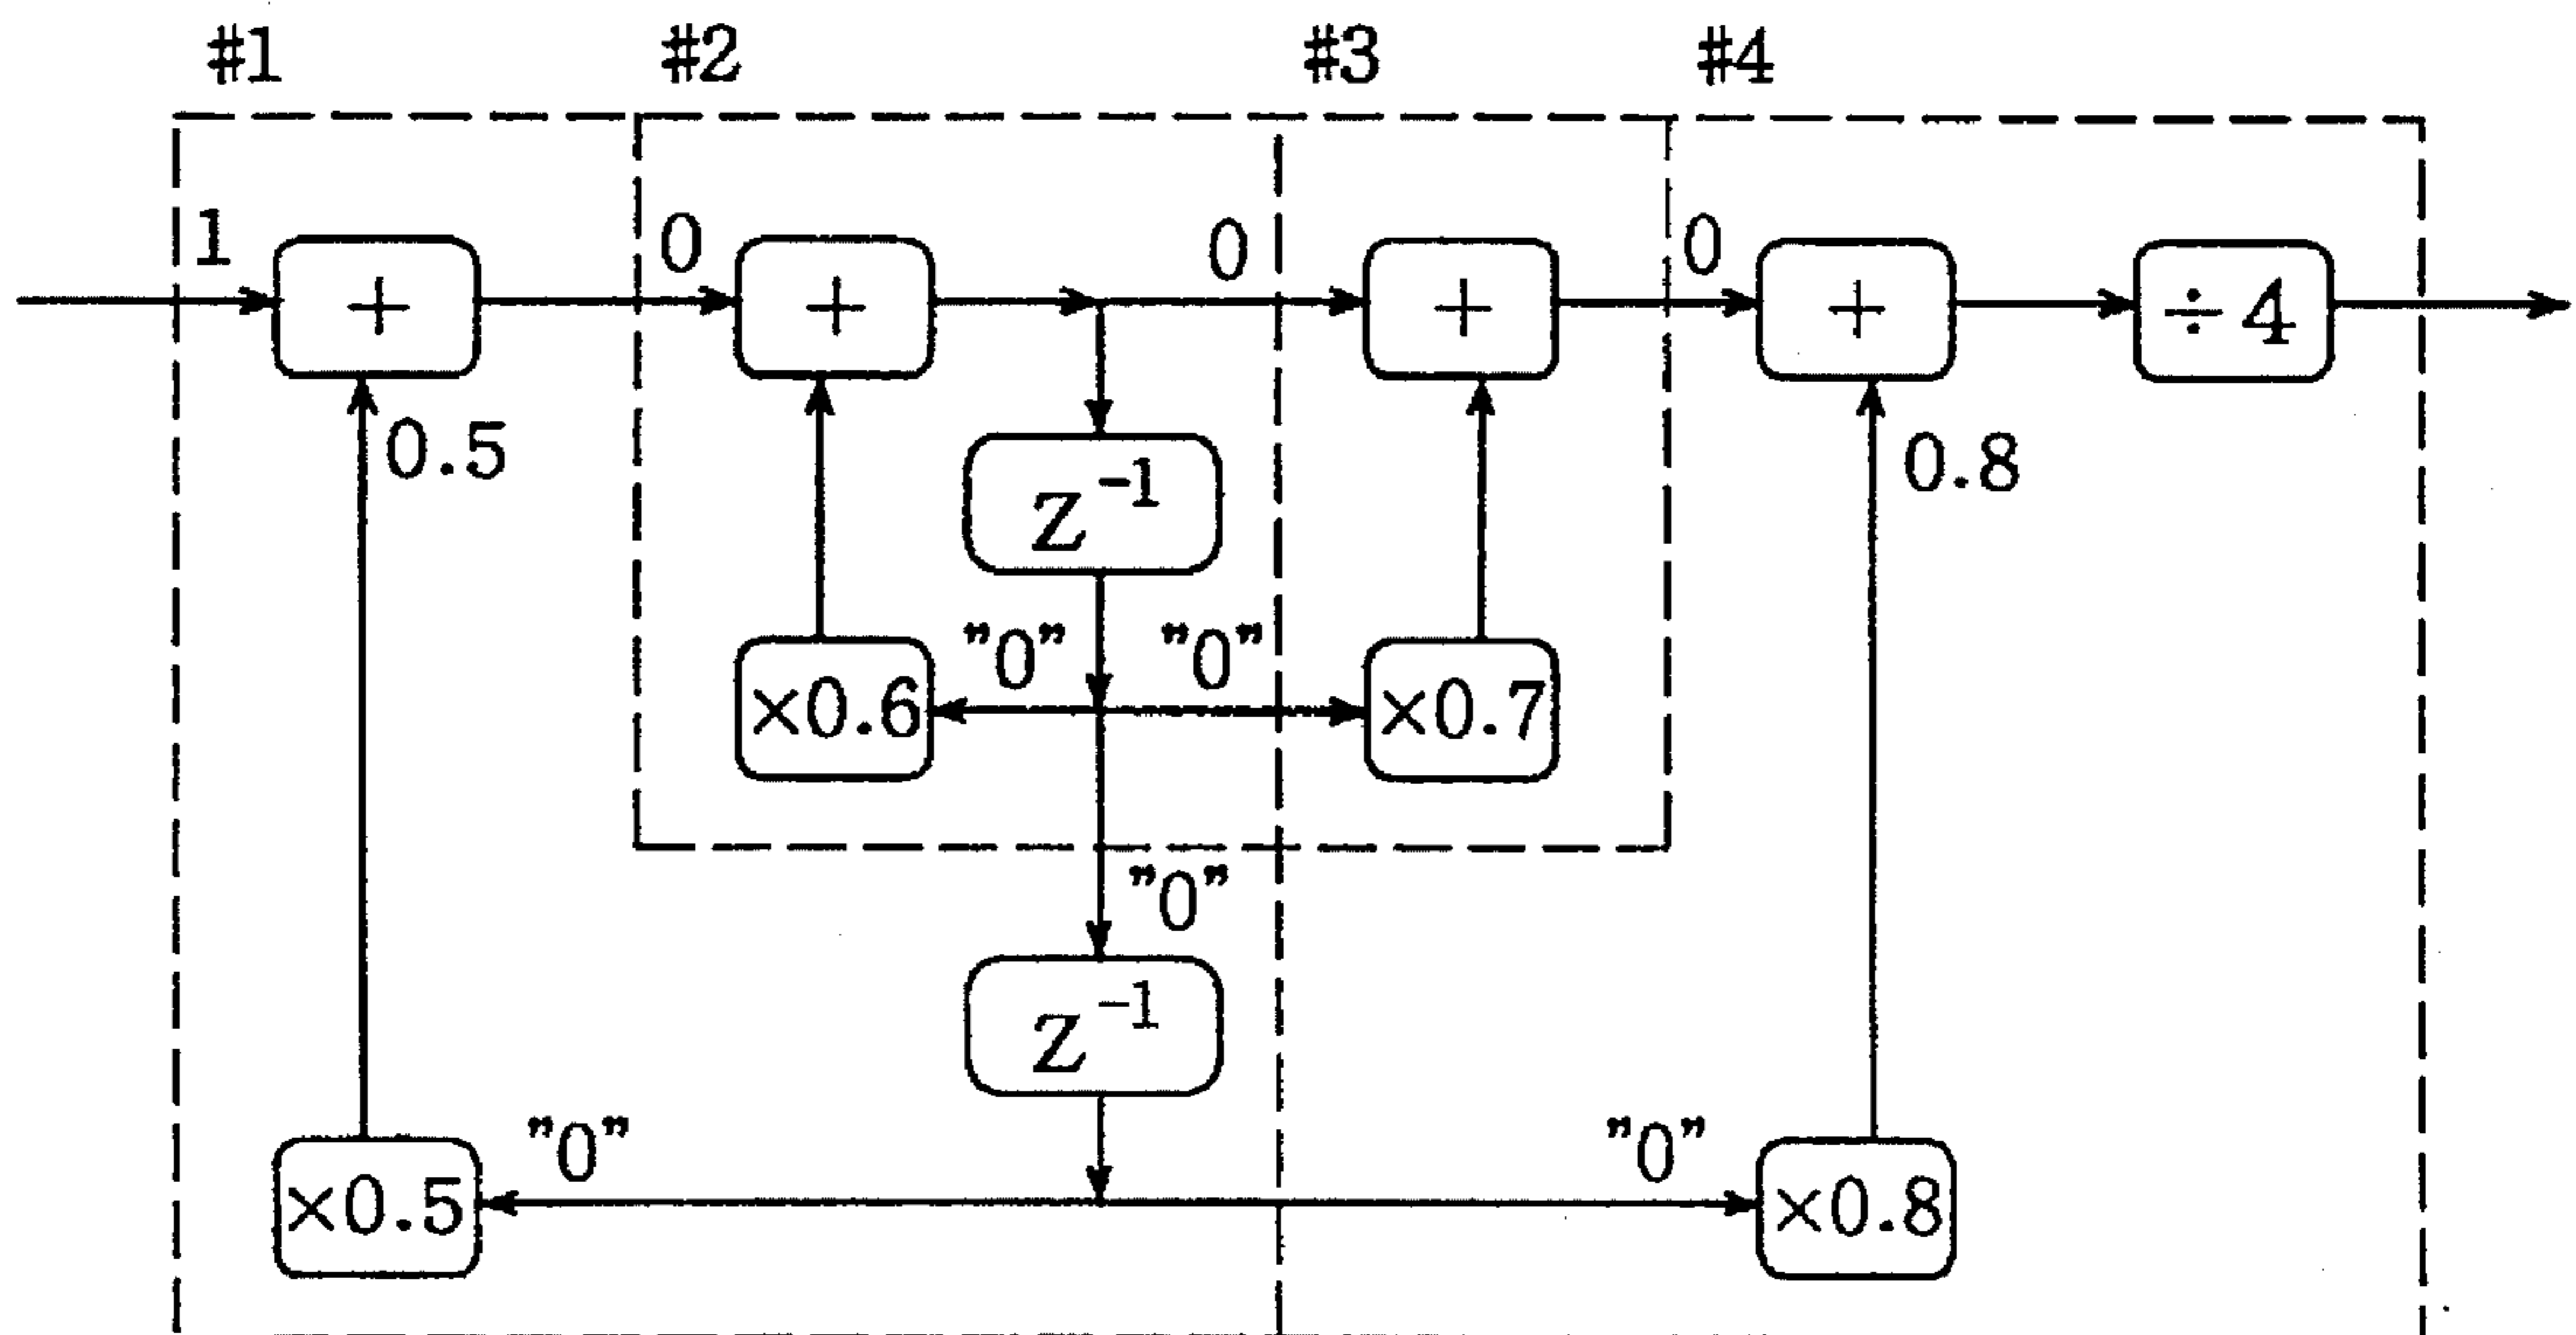 #1 #2 #3 #4
1 0 0 0
+ + + + ÷4
0.5 0.8
Z⁻¹
"0" "0"
×0.6 ×0.7
"0"
Z⁻¹
"0" "0"
×0.5 ×0.8